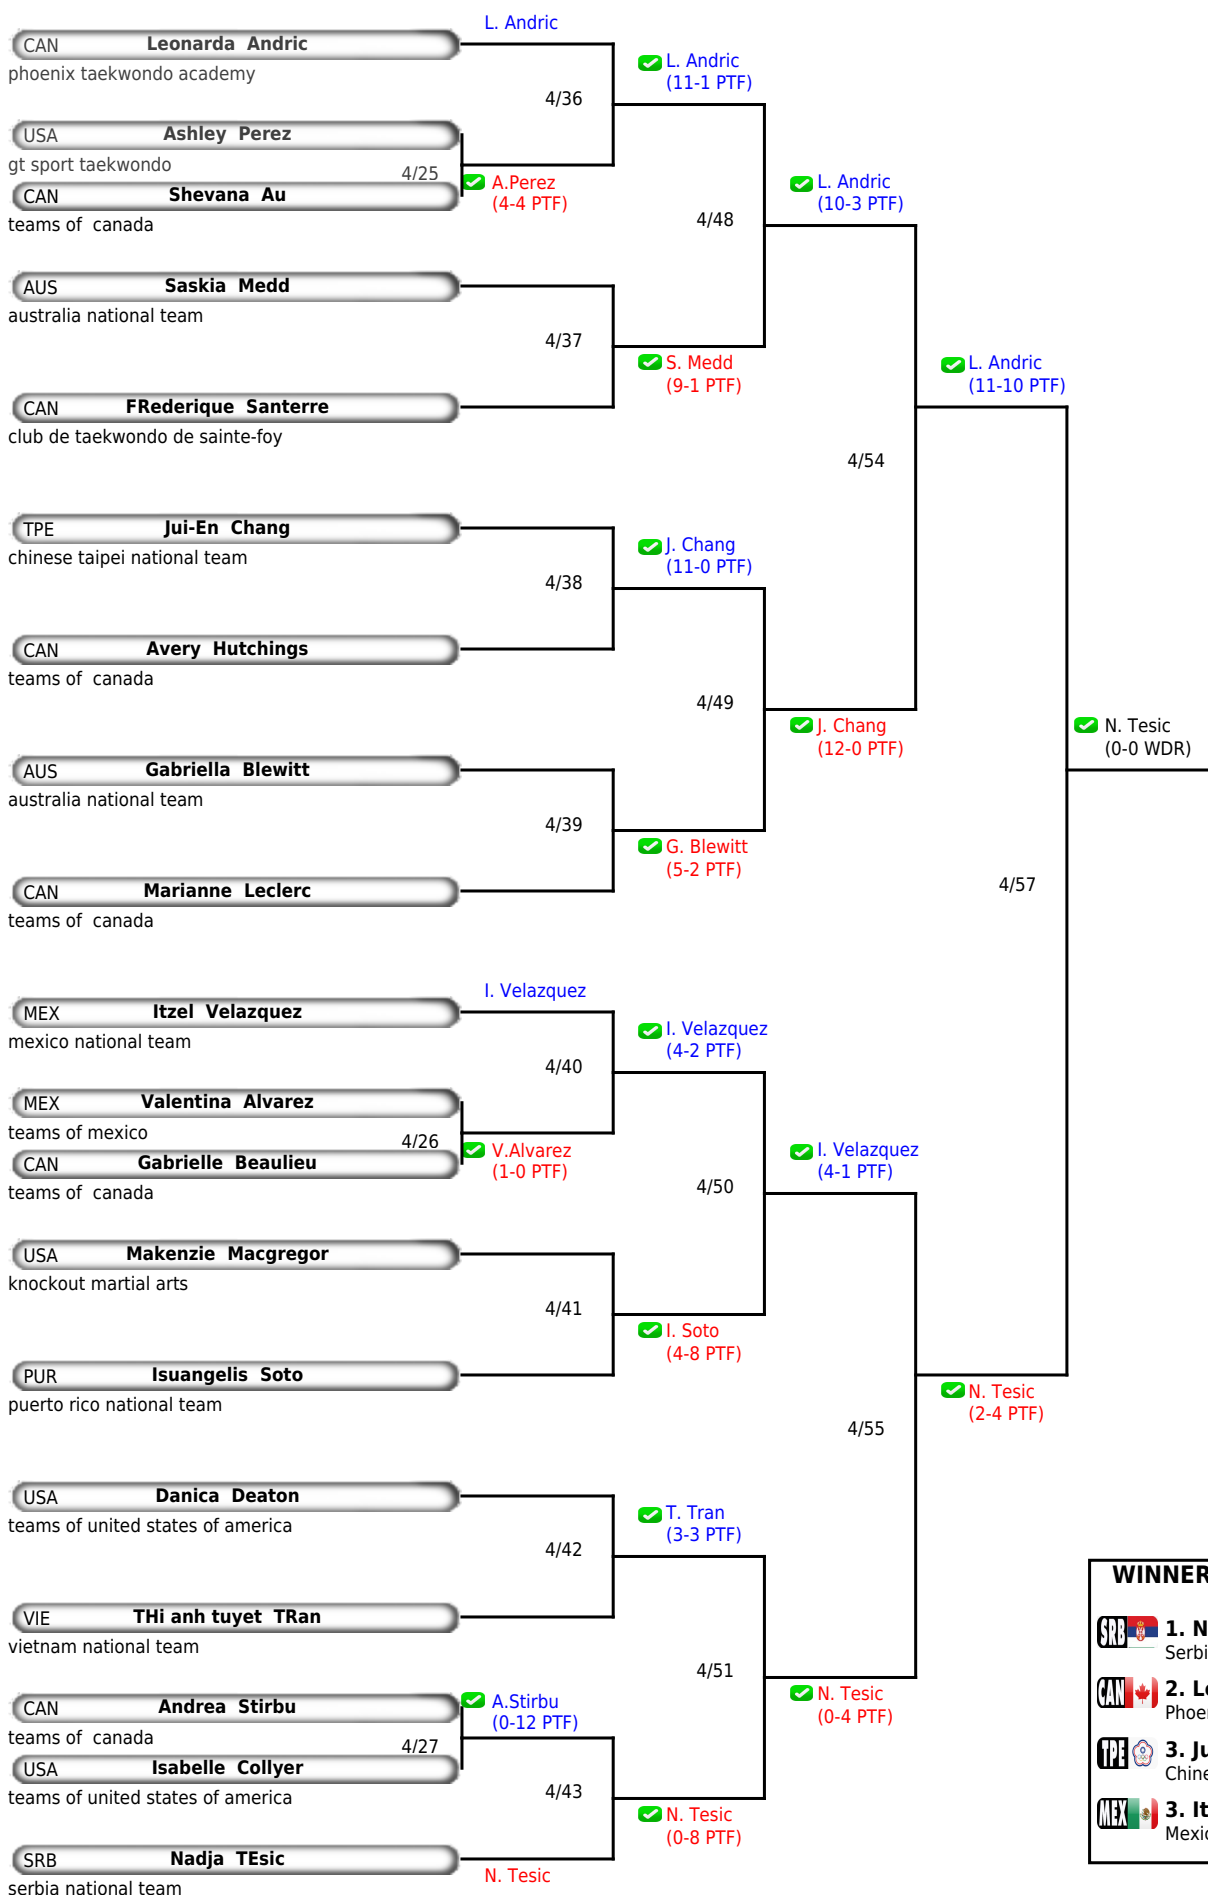 L. Andric
CAN Leonarda Andric
phoenix taekwondo academy
L. Andric
(11-1 PTF)
4/36
USA Ashley Perez
gt sport taekwondo
4/25
A.Perez
(4-4 PTF)
CAN Shevana Au
teams of canada
L. Andric
(10-3 PTF)
4/48
AUS Saskia Medd
australia national team
4/37
S. Medd
(9-1 PTF)
L. Andric
(11-10 PTF)
CAN FRederique Santerre
club de taekwondo de sainte-foy
4/54
TPE Jui-En Chang
chinese taipei national team
J. Chang
(11-0 PTF)
4/38
CAN Avery Hutchings
teams of canada
4/49
J. Chang
(12-0 PTF)
N. Tesic
(0-0 WDR)
AUS Gabriella Blewitt
australia national team
4/39
G. Blewitt
(5-2 PTF)
CAN Marianne Leclerc
teams of canada
4/57
I. Velazquez
MEX Itzel Velazquez
mexico national team
I. Velazquez
(4-2 PTF)
4/40
MEX Valentina Alvarez
teams of mexico
4/26
V.Alvarez
(1-0 PTF)
CAN Gabrielle Beaulieu
teams of canada
I. Velazquez
(4-1 PTF)
4/50
USA Makenzie Macgregor
knockout martial arts
4/41
I. Soto
(4-8 PTF)
PUR Isuangelis Soto
puerto rico national team
N. Tesic
(2-4 PTF)
4/55
USA Danica Deaton
teams of united states of america
T. Tran
(3-3 PTF)
4/42
VIE THi anh tuyet TRan
vietnam national team
4/51
N. Tesic
(0-4 PTF)
CAN Andrea Stirbu
teams of canada
A.Stirbu
(0-12 PTF)
4/27
USA Isabelle Collyer
teams of united states of america
4/43
N. Tesic
(0-8 PTF)
SRB Nadja TEsic
serbia national team
N. Tesic
WINNER
SRB 1. N
Serbi
CAN 2. Le
Phoe
TPE 3. Ju
Chine
MEX 3. It
Mexic